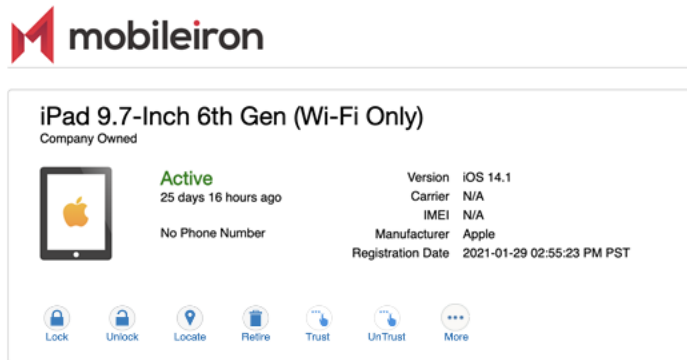 mobileiron
iPad 9.7-Inch 6th Gen (Wi-Fi Only)
Company Owned
Active
25 days 16 hours ago
No Phone Number
Version iOS 14.1
Carrier N/A
IMEI N/A
Manufacturer Apple
Registration Date 2021-01-29 02:55:23 PM PST
Lock Unlock Locate Retire Trust UnTrust More